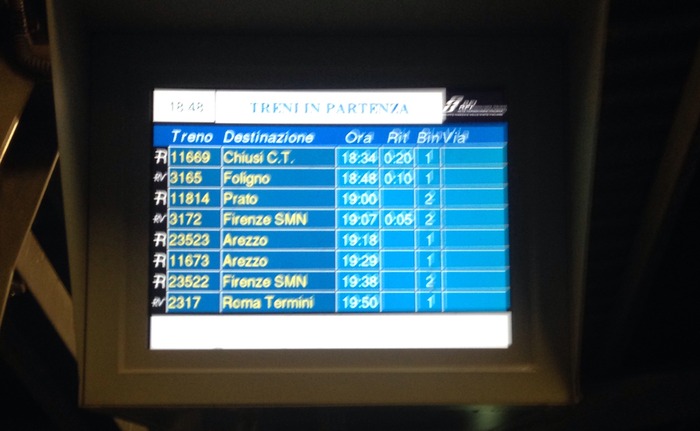 18:48 TRENI IN PARTENZA
Treno Destinazione Ora Rit Bin Via
R 11669 Chiusi C.T. 18:34 0:20 1
RV 3165 Foligno 18:48 0:10 1
R 11814 Prato 19:00 2
RV 3172 Firenze SMN 19:07 0:05 2
R 23523 Arezzo 19:18 1
R 11673 Arezzo 19:29 1
R 23522 Firenze SMN 19:38 2
RV 2317 Roma Termini 19:50 1